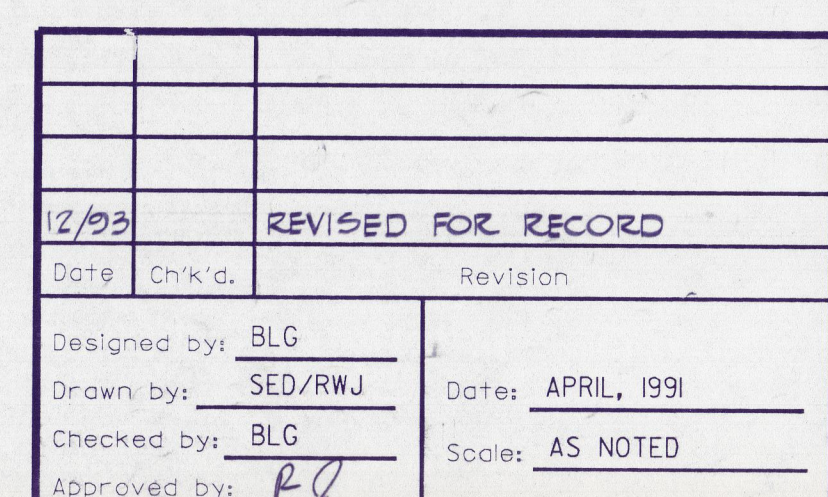 12/93 REVISED FOR RECORD
Date Ch'k'd. Revision
Designed by: BLG
Drawn by: SED/RWJ
Date: APRIL, 1991
Checked by: BLG
Scale: AS NOTED
Approved by: